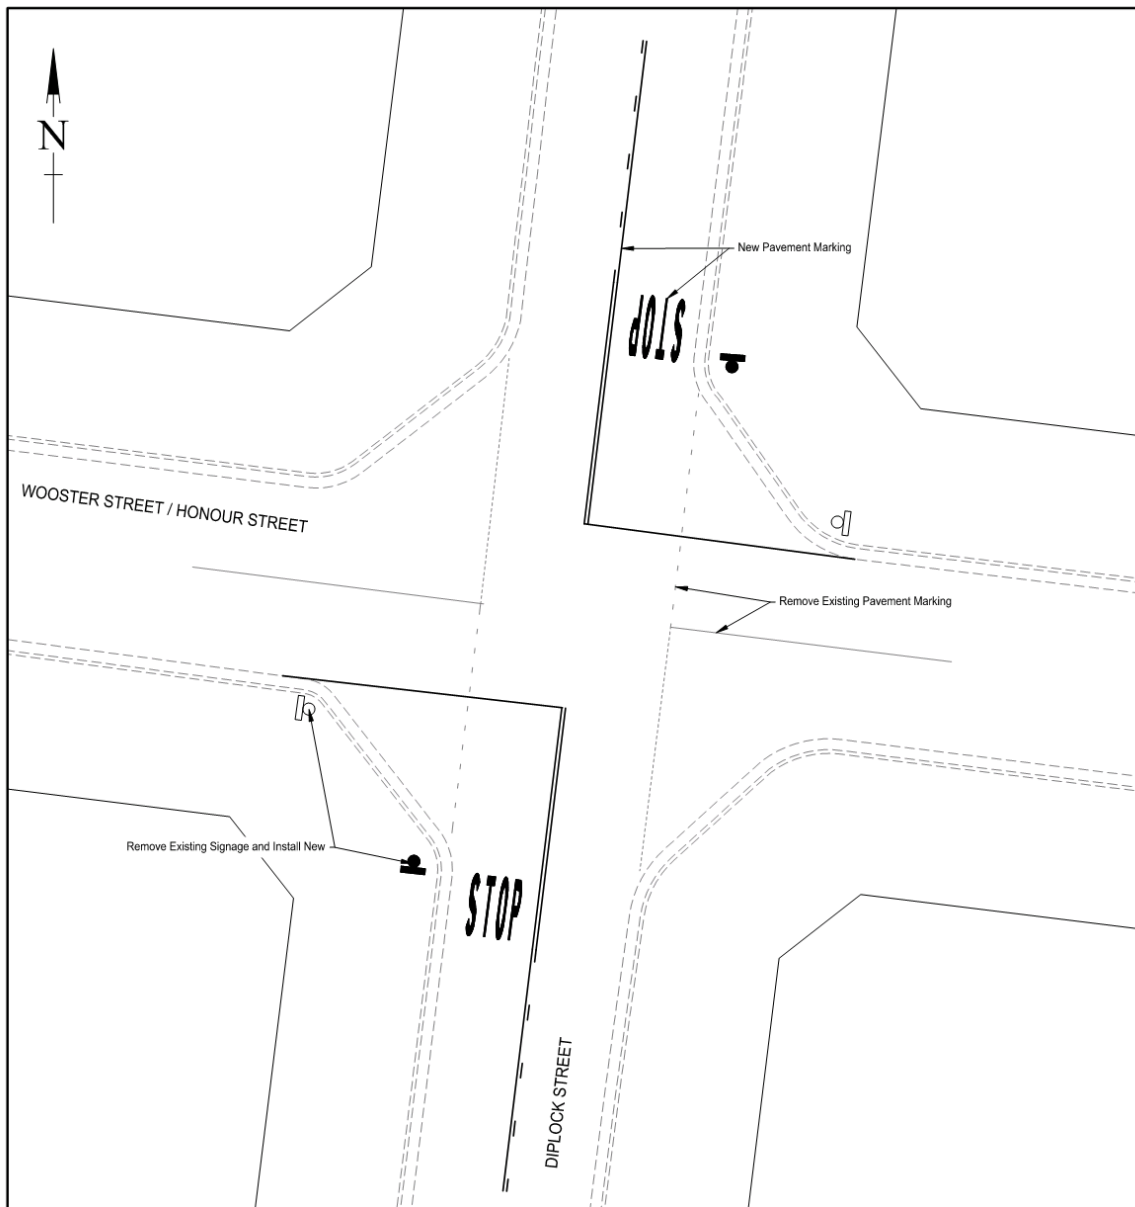 N
New Pavement Marking
STOP
WOOSTER STREET / HONOUR STREET
Remove Existing Pavement Marking
Remove Existing Signage and Install New
STOP
DIPLOCK STREET